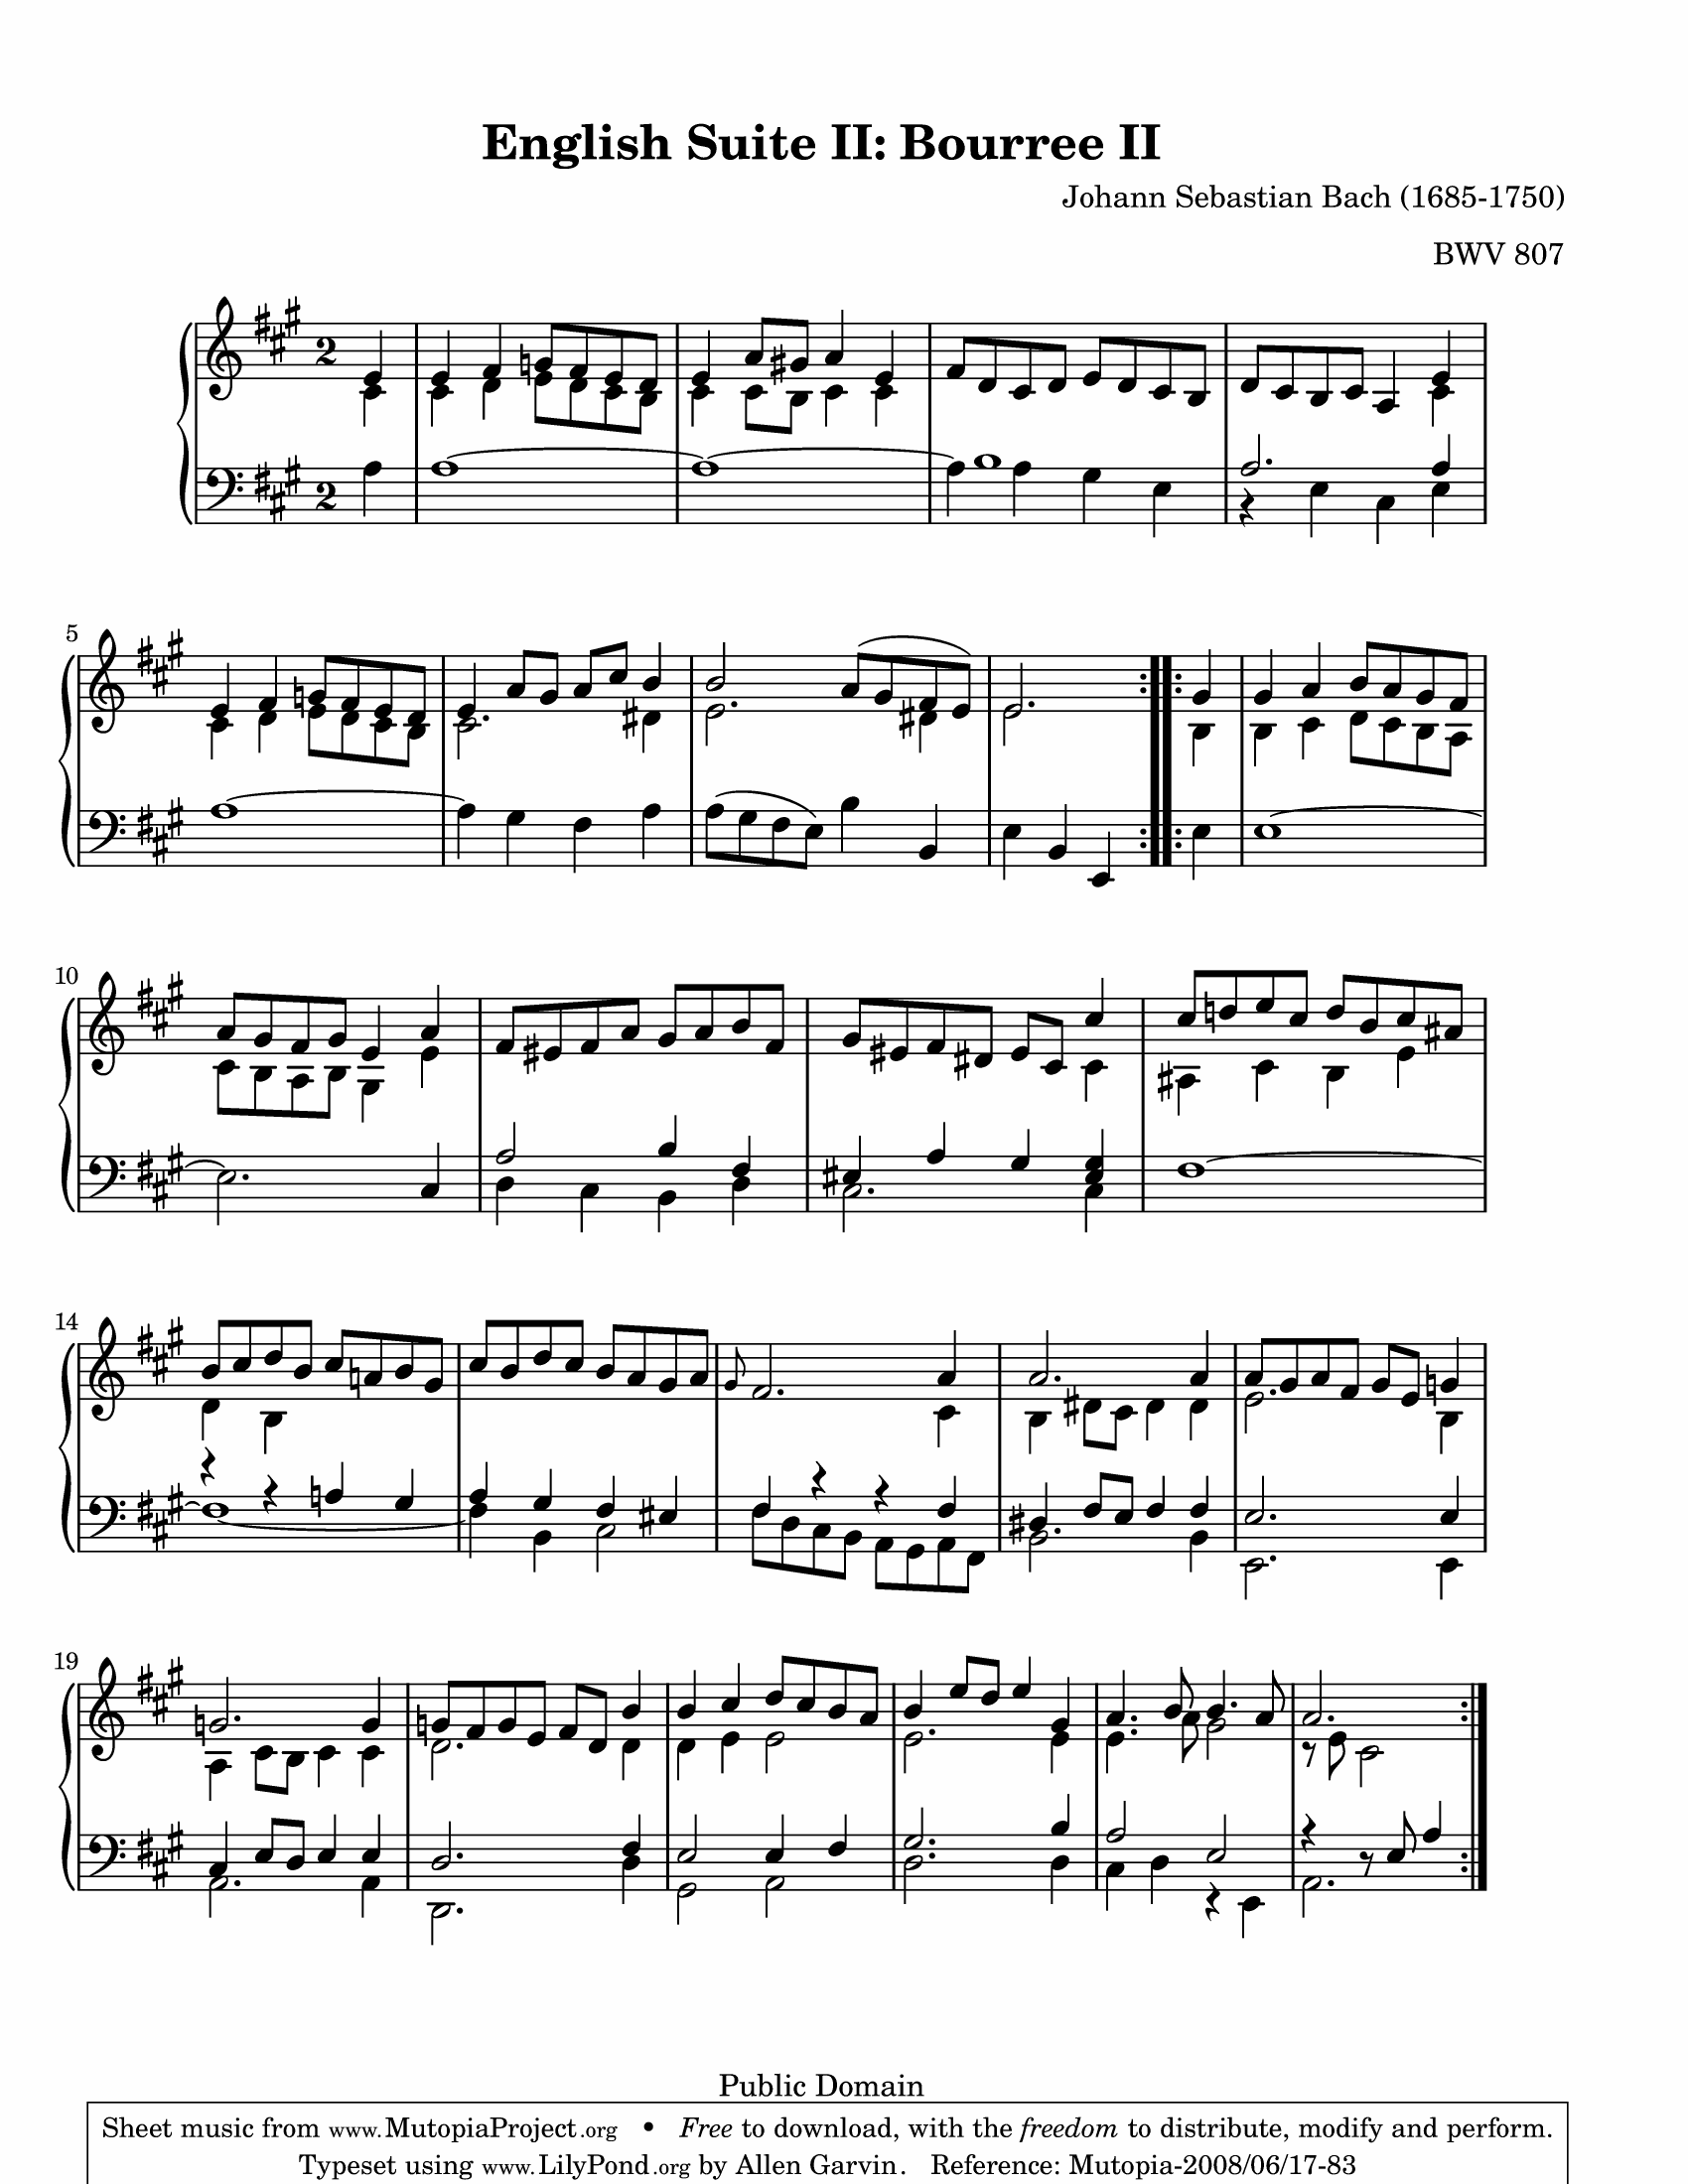 English Suite II: Bourree II
Johann Sebastian Bach (1685-1750)
BWV 807
2
2
5
10
14
19
Public Domain
Sheet music from www.MutopiaProject.org • Free to download, with the freedom to distribute, modify and perform.
Typeset using www.LilyPond.org by Allen Garvin. Reference: Mutopia-2008/06/17-83